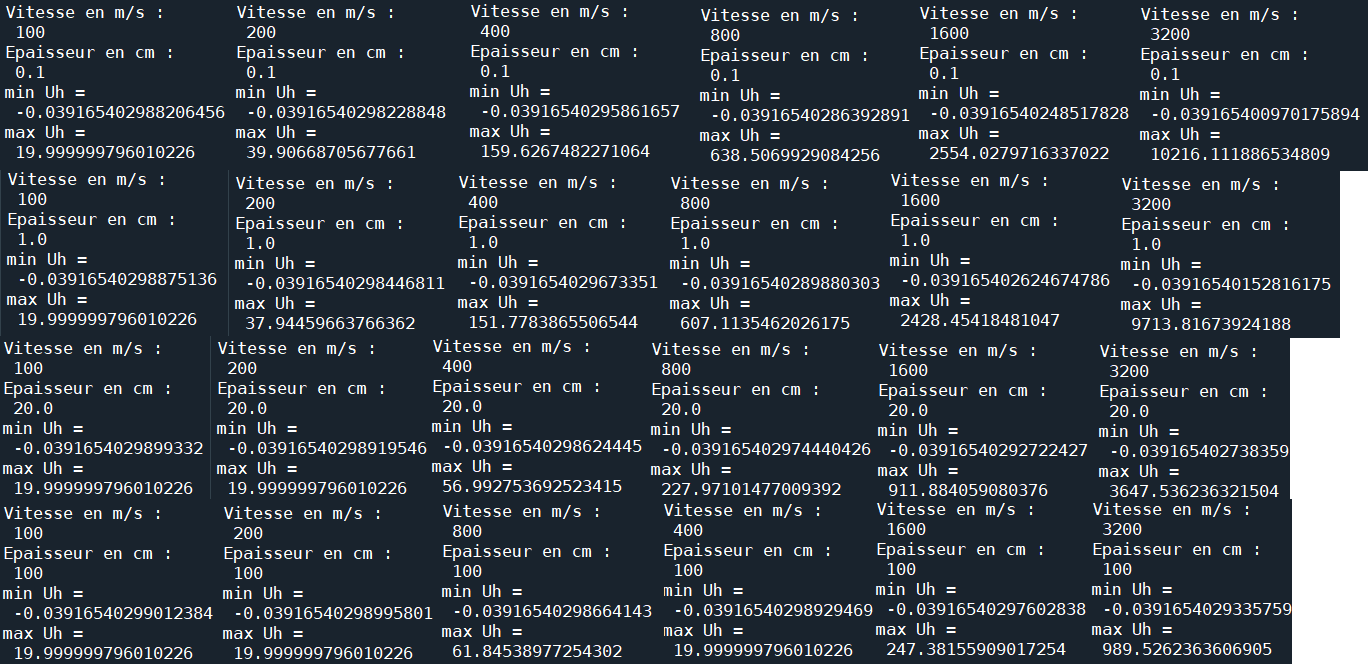 Vitesse en m/s :
100
Epaisseur en cm :
0.1
min Uh =
-0.039165402988206456
max Uh =
19.999999796010226
Vitesse en m/s :
200
Epaisseur en cm :
0.1
min Uh =
-0.03916540298228848
max Uh =
39.90668705677661
Vitesse en m/s :
400
Epaisseur en cm :
0.1
min Uh =
-0.03916540295861657
max Uh =
159.6267482271064
Vitesse en m/s :
800
Epaisseur en cm :
0.1
min Uh =
-0.03916540286392891
max Uh =
638.5069929084256
Vitesse en m/s :
1600
Epaisseur en cm :
0.1
min Uh =
-0.03916540248517828
max Uh =
2554.0279716337022
Vitesse en m/s :
3200
Epaisseur en cm :
0.1
min Uh =
-0.039165400970175894
max Uh =
10216.111886534809
Vitesse en m/s :
100
Epaisseur en cm :
1.0
min Uh =
-0.03916540298875136
max Uh =
19.999999796010226
Vitesse en m/s :
200
Epaisseur en cm :
1.0
min Uh =
-0.03916540298446811
max Uh =
37.94459663766362
Vitesse en m/s :
400
Epaisseur en cm :
1.0
min Uh =
-0.0391654029673351
max Uh =
151.7783865506544
Vitesse en m/s :
800
Epaisseur en cm :
1.0
min Uh =
-0.03916540289880303
max Uh =
607.1135462026175
Vitesse en m/s :
1600
Epaisseur en cm :
1.0
min Uh =
-0.039165402624674786
max Uh =
2428.45418481047
Vitesse en m/s :
3200
Epaisseur en cm :
1.0
min Uh =
-0.03916540152816175
max Uh =
9713.81673924188
Vitesse en m/s :
100
Epaisseur en cm :
20.0
min Uh =
-0.0391654029899332
max Uh =
19.999999796010226
Vitesse en m/s :
200
Epaisseur en cm :
20.0
min Uh =
-0.03916540298919546
max Uh =
19.999999796010226
Vitesse en m/s :
400
Epaisseur en cm :
20.0
min Uh =
-0.03916540298624445
max Uh =
56.992753692523415
Vitesse en m/s :
800
Epaisseur en cm :
20.0
min Uh =
-0.039165402974440426
max Uh =
227.97101477009392
Vitesse en m/s :
1600
Epaisseur en cm :
20.0
min Uh =
-0.03916540292722427
max Uh =
911.884059080376
Vitesse en m/s :
3200
Epaisseur en cm :
20.0
min Uh =
-0.039165402738359
max Uh =
3647.536236321504
Vitesse en m/s :
100
Epaisseur en cm :
100
min Uh =
-0.03916540299012384
max Uh =
19.999999796010226
Vitesse en m/s :
200
Epaisseur en cm :
100
min Uh =
-0.03916540298995801
max Uh =
19.999999796010226
Vitesse en m/s :
800
Epaisseur en cm :
100
min Uh =
-0.03916540298664143
max Uh =
61.84538977254302
Vitesse en m/s :
400
Epaisseur en cm :
100
min Uh =
-0.03916540298929469
max Uh =
19.999999796010226
Vitesse en m/s :
1600
Epaisseur en cm :
100
min Uh =
-0.03916540297602838
max Uh =
247.38155909017254
Vitesse en m/s :
3200
Epaisseur en cm :
100
min Uh =
-0.0391654029335759
max Uh =
989.5262363606905